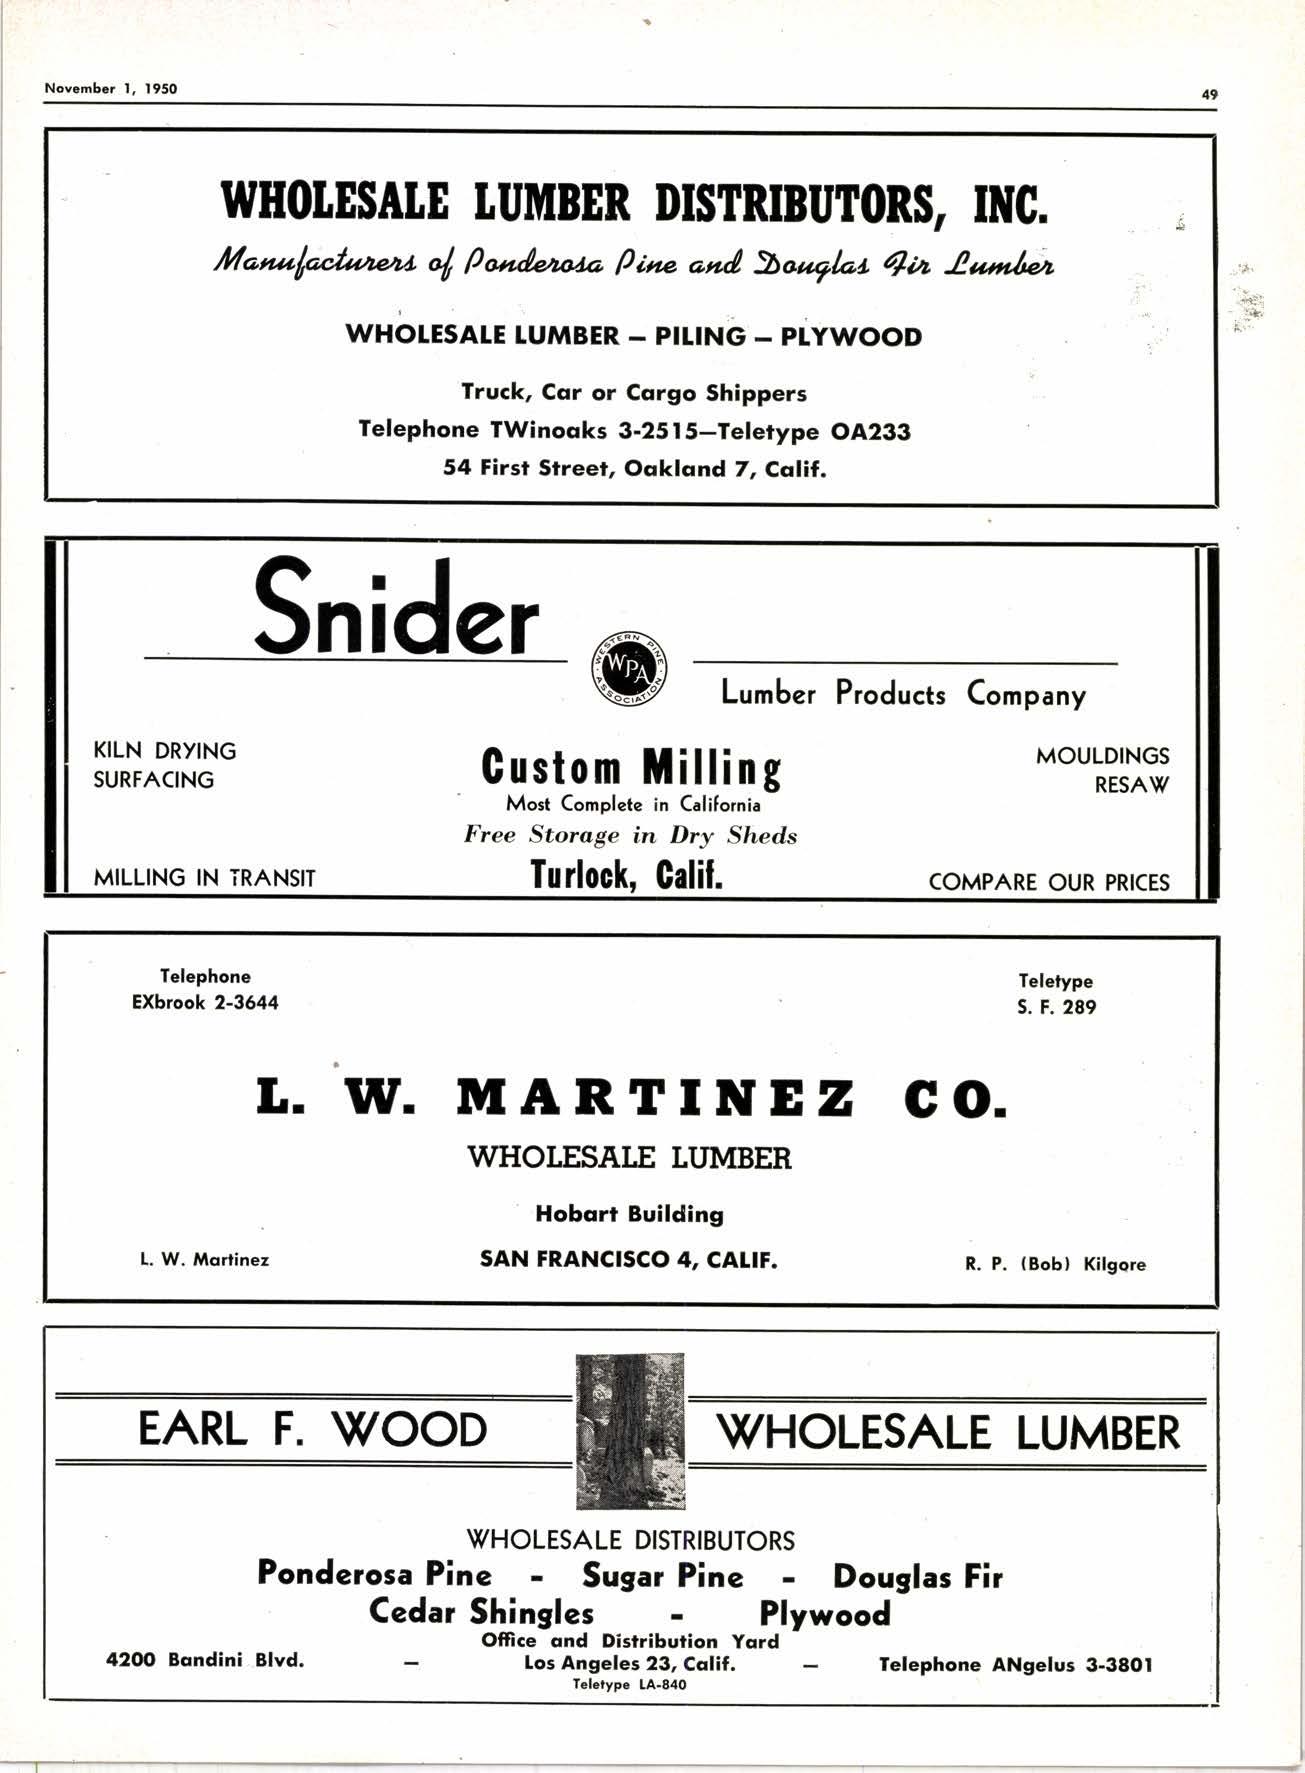 November 1, 1950
49
WHOLESALE LUMBER DISTRIBUTORS, INC.
Manufacturers of Ponderosa Pine and Douglas Fir Lumber
WHOLESALE LUMBER — PILING — PLYWOOD
Truck, Car or Cargo Shippers
Telephone TWinoaks 3-2515—Teletype OA233
54 First Street, Oakland 7, Calif.
Snider
WESTERN PINE ASSOCIATION
WPA
Lumber Products Company
KILN DRYING
SURFACING
Custom Milling
MOULDINGS
RESAW
Most Complete in California
Free Storage in Dry Sheds
MILLING IN TRANSIT
Turlock, Calif.
COMPARE OUR PRICES
Telephone
EXbrook 2-3644
Teletype
S. F. 289
L. W. MARTINEZ CO.
WHOLESALE LUMBER
Hobart Building
L. W. Martinez
SAN FRANCISCO 4, CALIF.
R. P. (Bob) Kilgore
EARL F. WOOD WHOLESALE LUMBER
WHOLESALE DISTRIBUTORS
Ponderosa Pine - Sugar Pine - Douglas Fir
Cedar Shingles - Plywood
Office and Distribution Yard
4200 Bandini Blvd. — Los Angeles 23, Calif. — Telephone ANgelus 3-3801
Teletype LA-840